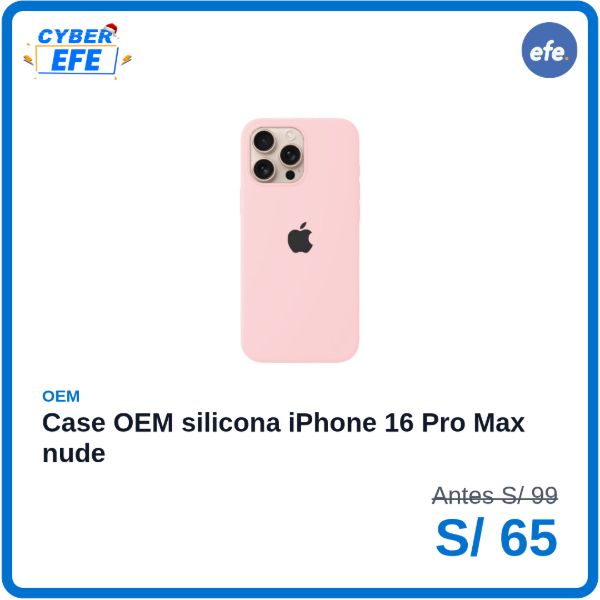 CYBER
EFE
efe.
OEM
Case OEM silicona iPhone 16 Pro Max
nude
Antes S/ 99
S/ 65